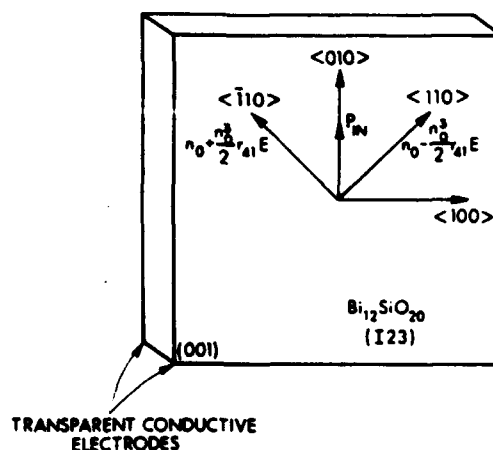 <010>
<1̄10>
<110>
P_IN
n₀ + n₀³/2 r₄₁E
n₀ - n₀³/2 r₄₁E
<100>
Bi₁₂SiO₂₀
(I23)
(001)
TRANSPARENT CONDUCTIVE
ELECTRODES